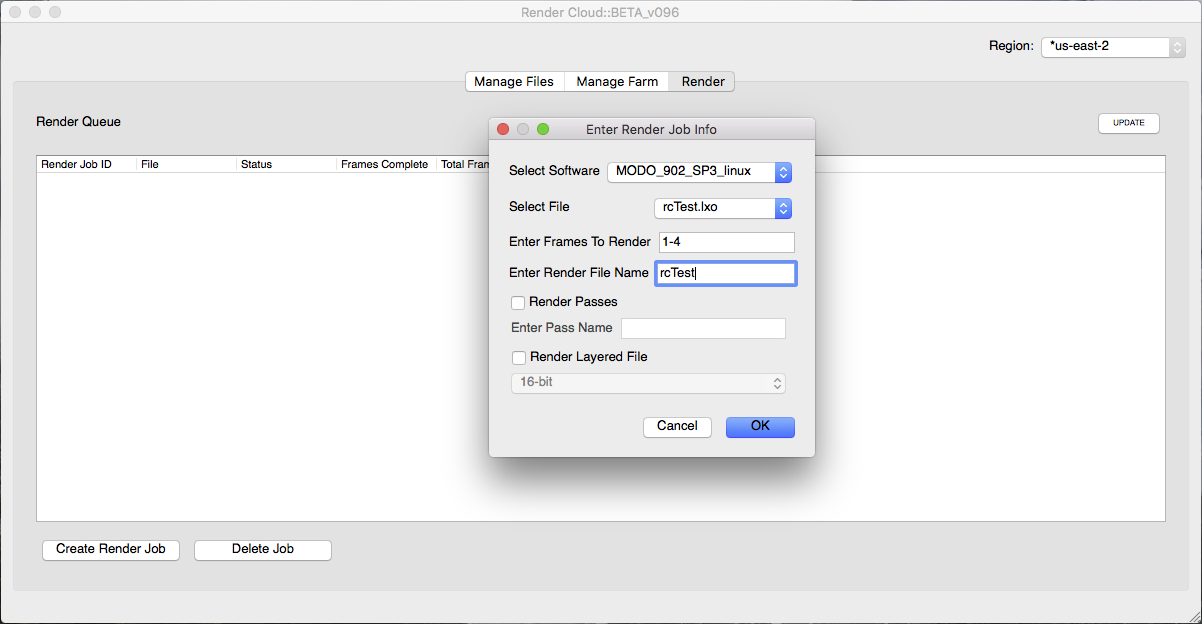 Render Cloud::BETA_v096
Region: *us-east-2
Manage Files Manage Farm Render
Render Queue
UPDATE
Render Job ID File Status Frames Complete Total Fram
Enter Render Job Info
Select Software MODO_902_SP3_linux
Select File rcTest.lxo
Enter Frames To Render 1-4
Enter Render File Name rcTest
Render Passes
Enter Pass Name
Render Layered File
16-bit
Cancel OK
Create Render Job Delete Job